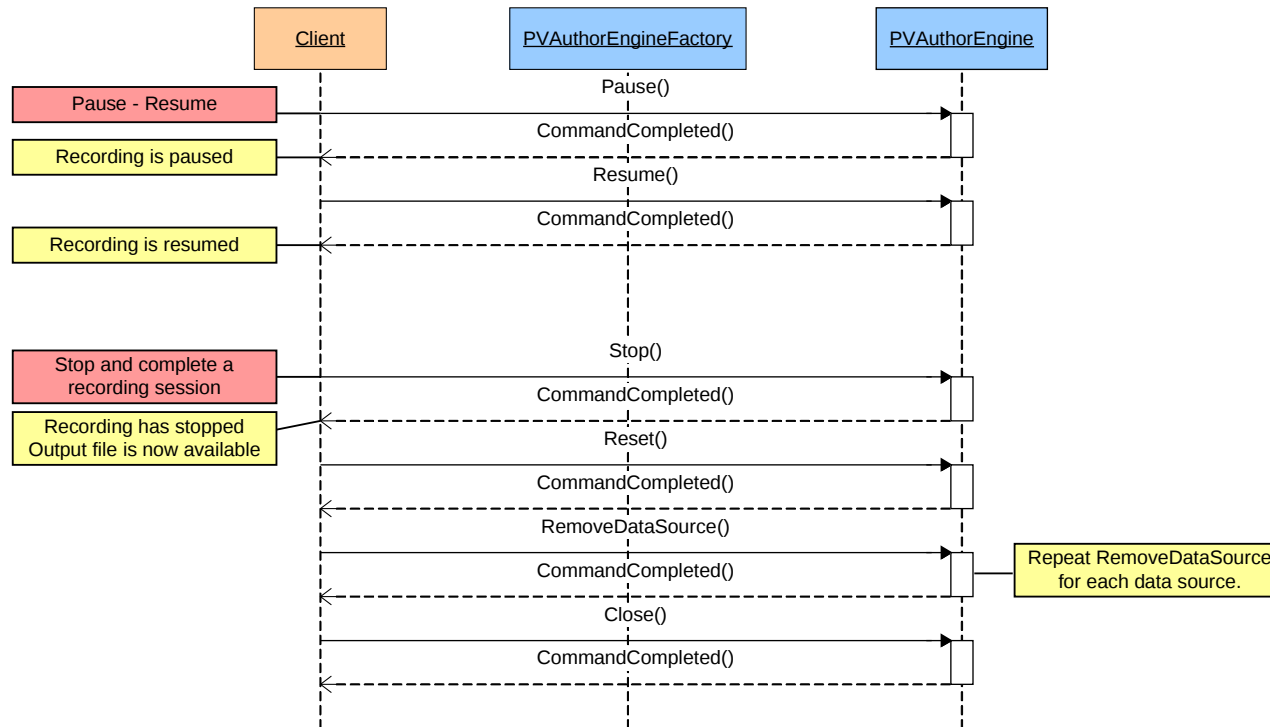 Client
PVAuthorEngineFactory
PVAuthorEngine
Pause()
Pause - Resume
CommandCompleted()
Recording is paused
Resume()
CommandCompleted()
Recording is resumed
Stop()
Stop and complete a
recording session
CommandCompleted()
Recording has stopped
Output file is now available
Reset()
CommandCompleted()
RemoveDataSource()
Repeat RemoveDataSource
for each data source.
CommandCompleted()
Close()
CommandCompleted()